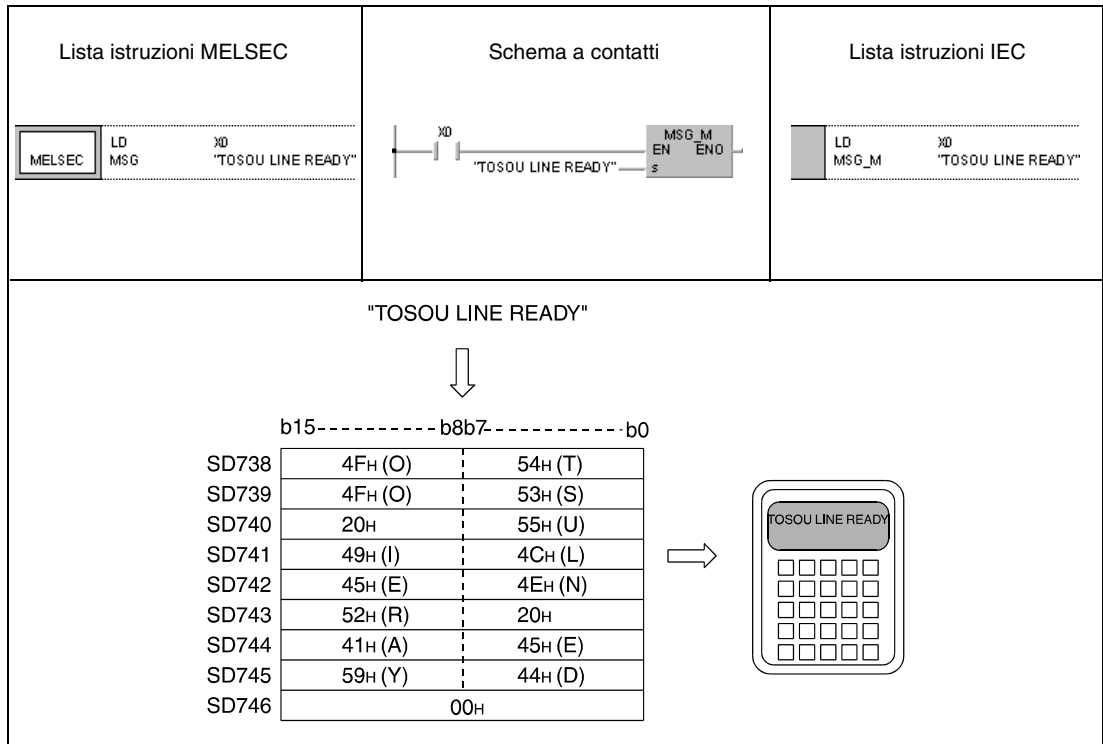 Lista istruzioni MELSEC
Schema a contatti
Lista istruzioni IEC
MELSEC
LD X0
MSG "TOSOU LINE READY"
X0
MSG_M
EN ENO
"TOSOU LINE READY" s
LD X0
MSG_M "TOSOU LINE READY"
"TOSOU LINE READY"
b15 b8b7 b0
SD738 4FH (O) 54H (T)
SD739 4FH (O) 53H (S)
SD740 20H 55H (U)
SD741 49H (I) 4CH (L)
SD742 45H (E) 4EH (N)
SD743 52H (R) 20H
SD744 41H (A) 45H (E)
SD745 59H (Y) 44H (D)
SD746 00H
TOSOU LINE READY